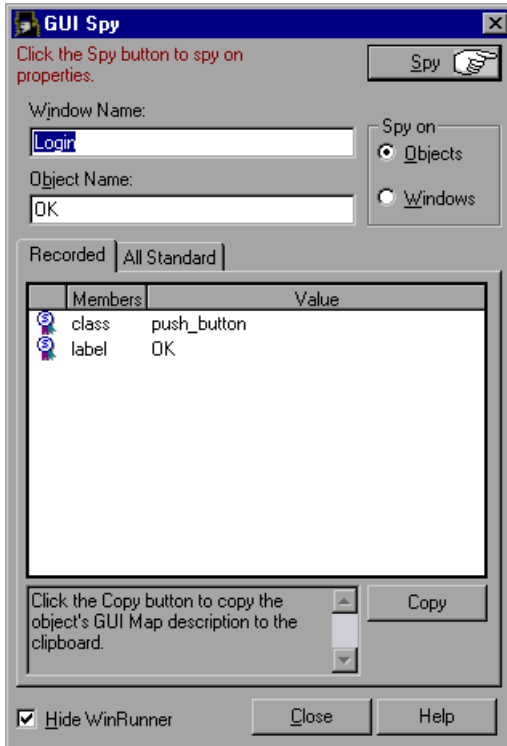 GUI Spy
Click the Spy button to spy on
properties.
Spy
Window Name:
Login
Spy on
Objects
Windows
Object Name:
OK
Recorded
All Standard
Members Value
class push_button
label OK
Click the Copy button to copy the
object's GUI Map description to the
clipboard.
Copy
Hide WinRunner
Close
Help